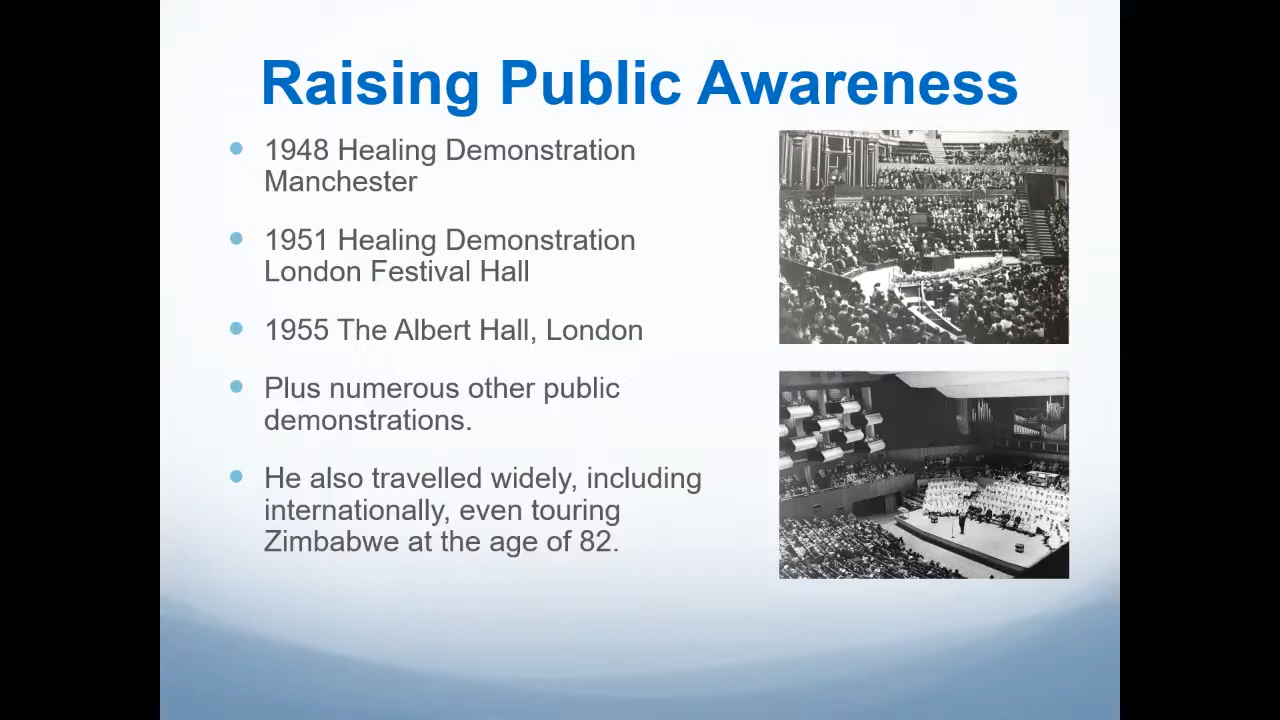 Raising Public Awareness
1948 Healing Demonstration
Manchester
1951 Healing Demonstration
London Festival Hall
1955 The Albert Hall, London
Plus numerous other public
demonstrations.
He also travelled widely, including
internationally, even touring
Zimbabwe at the age of 82.